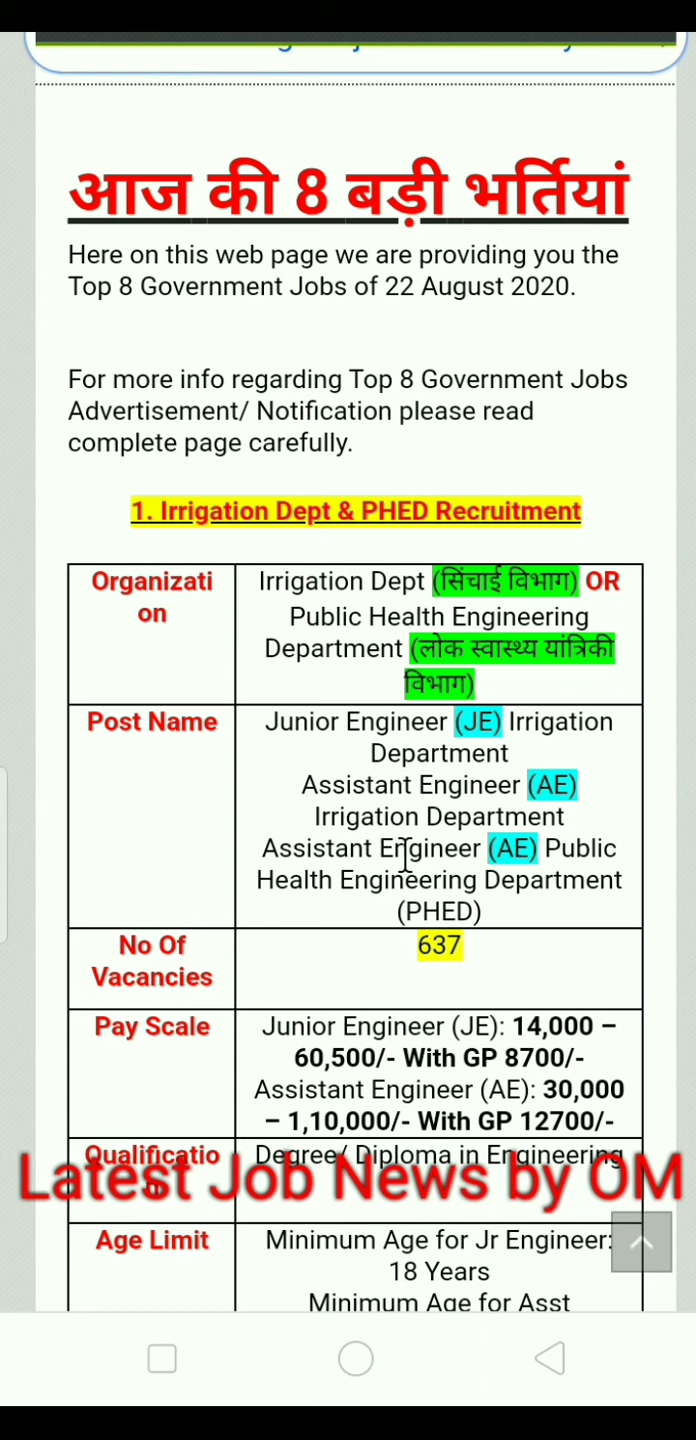 आज की 8 बड़ी भर्तियां
Here on this web page we are providing you the
Top 8 Government Jobs of 22 August 2020.
For more info regarding Top 8 Government Jobs
Advertisement/ Notification please read
complete page carefully.
1. Irrigation Dept & PHED Recruitment
Organizati
on
Irrigation Dept (सिंचाई विभाग) OR
Public Health Engineering
Department (लोक स्वास्थ्य यांत्रिकी
विभाग)
Post Name
Junior Engineer (JE) Irrigation
Department
Assistant Engineer (AE)
Irrigation Department
Assistant Engineer (AE) Public
Health Engineering Department
(PHED)
No Of
Vacancies
637
Pay Scale
Junior Engineer (JE): 14,000 –
60,500/- With GP 8700/-
Assistant Engineer (AE): 30,000
– 1,10,000/- With GP 12700/-
Qualificatio
n
Degree/ Diploma in Engineering
Latest Job News by OM
Age Limit
Minimum Age for Jr Engineer:
18 Years
Minimum Age for Asst